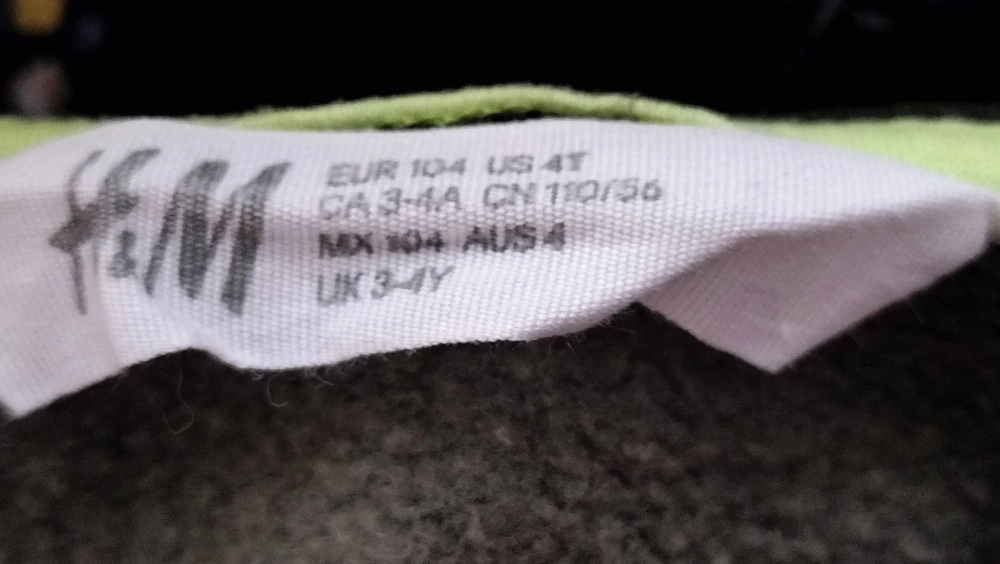 H&M
EUR 104 US 4T
CA 3-4A CN 110/56
MX 104 AUS 4
UK 3-4Y